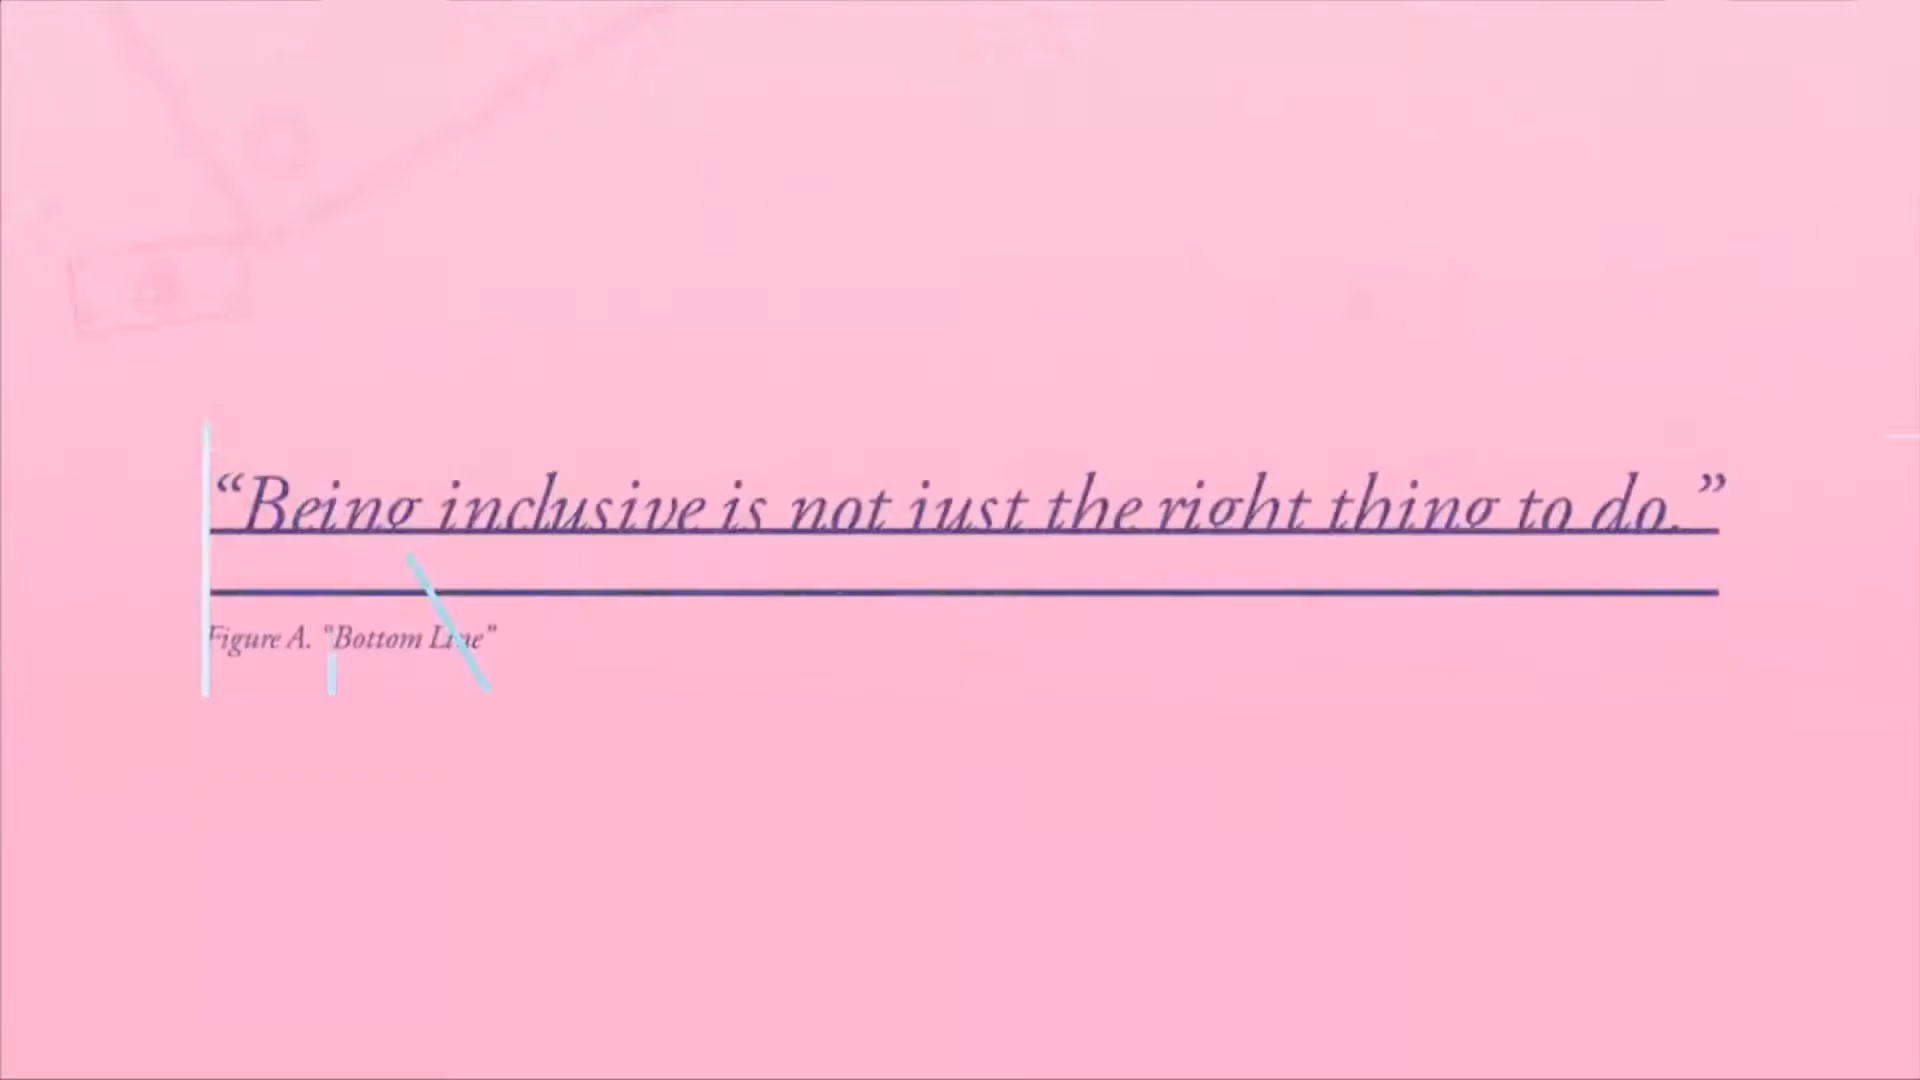 “Being inclusive is not just the right thing to do.”
Figure A. “Bottom Line”